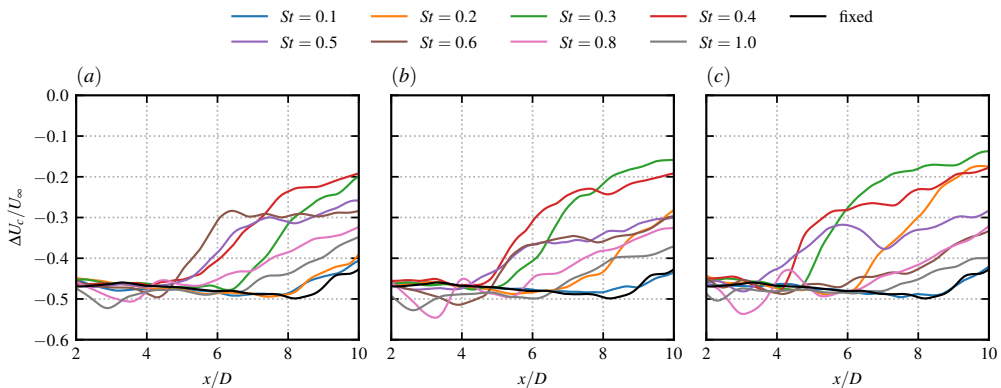 St = 0.1 St = 0.2 St = 0.3 St = 0.4 fixed
St = 0.5 St = 0.6 St = 0.8 St = 1.0
(a) (b) (c)
0.0
−0.1
−0.2
−0.3
−0.4
−0.5
−0.6
ΔU_c/U_∞
2 4 6 8 10 2 4 6 8 10 2 4 6 8 10
x/D x/D x/D